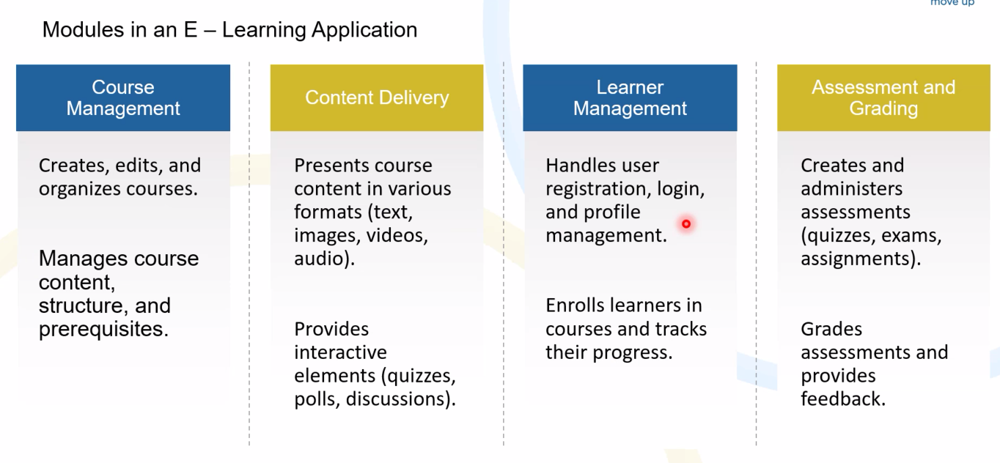 move up
Modules in an E – Learning Application
Course
Management
Creates, edits, and
organizes courses.
Manages course
content,
structure, and
prerequisites.
Content Delivery
Presents course
content in various
formats (text,
images, videos,
audio).
Provides
interactive
elements (quizzes,
polls, discussions).
Learner
Management
Handles user
registration, login,
and profile
management.
Enrolls learners in
courses and tracks
their progress.
Assessment and
Grading
Creates and
administers
assessments
(quizzes, exams,
assignments).
Grades
assessments and
provides
feedback.